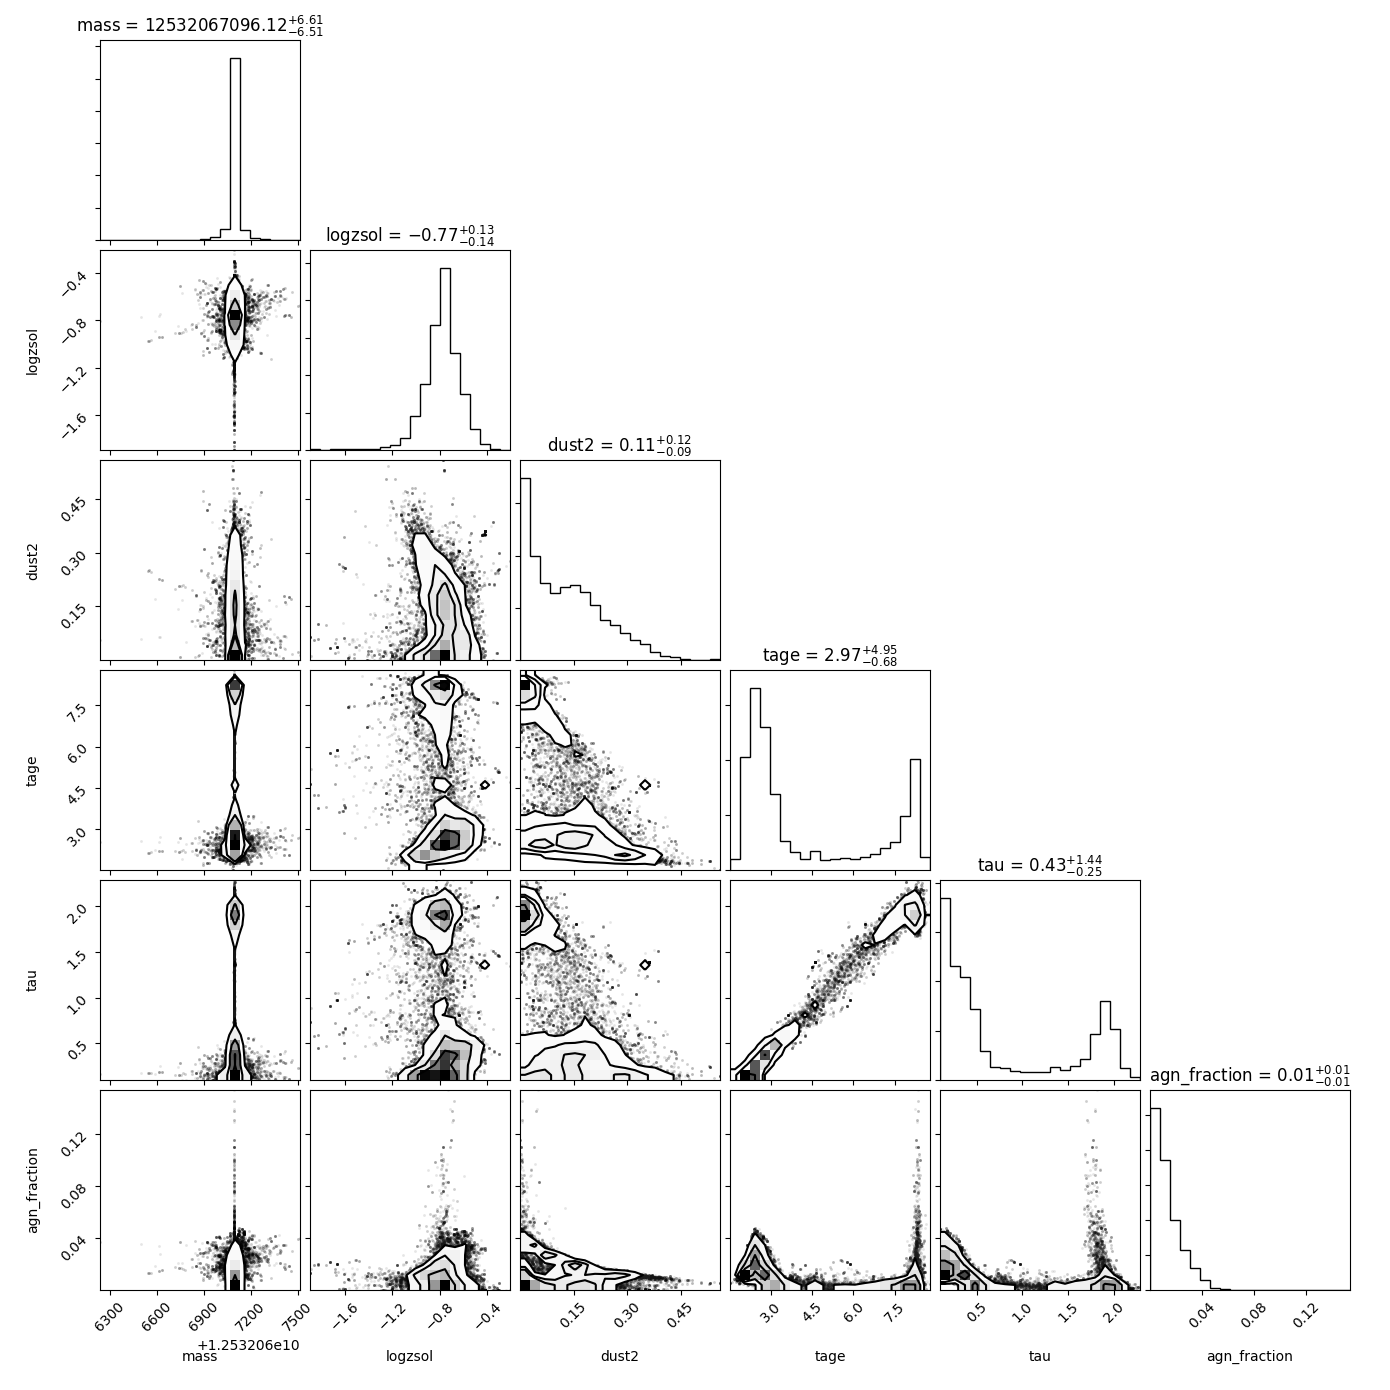 mass = 12532067096.12+6.61−6.51
logzsol = −0.77+0.13−0.14
−0.4
−0.8
−1.2
−1.6
logzsol
dust2 = 0.11+0.12−0.09
0.45
0.30
0.15
dust2
tage = 2.97+4.95−0.68
7.5
6.0
4.5
3.0
tage
tau = 0.43+1.44−0.25
2.0
1.5
1.0
0.5
tau
agn_fraction = 0.01+0.01−0.01
0.12
0.08
0.04
agn_fraction
6300 6600 6900 7200 7500 −1.6 −1.2 −0.8 −0.4 0.15 0.30 0.45 3.0 4.5 6.0 7.5 0.5 1.0 1.5 2.0 0.04 0.08 0.12
+1.253206e10
mass logzsol dust2 tage tau agn_fraction